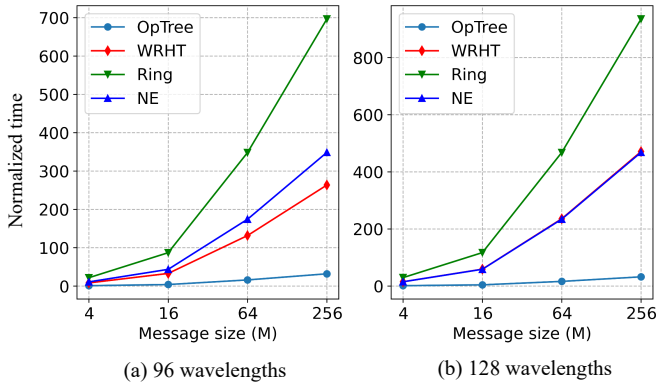 Normalized time
700
600
500
400
300
200
100
0
OpTree
WRHT
Ring
NE
4 16 64 256
Message size (M)
(a) 96 wavelengths
800
600
400
200
0
OpTree
WRHT
Ring
NE
4 16 64 256
Message size (M)
(b) 128 wavelengths